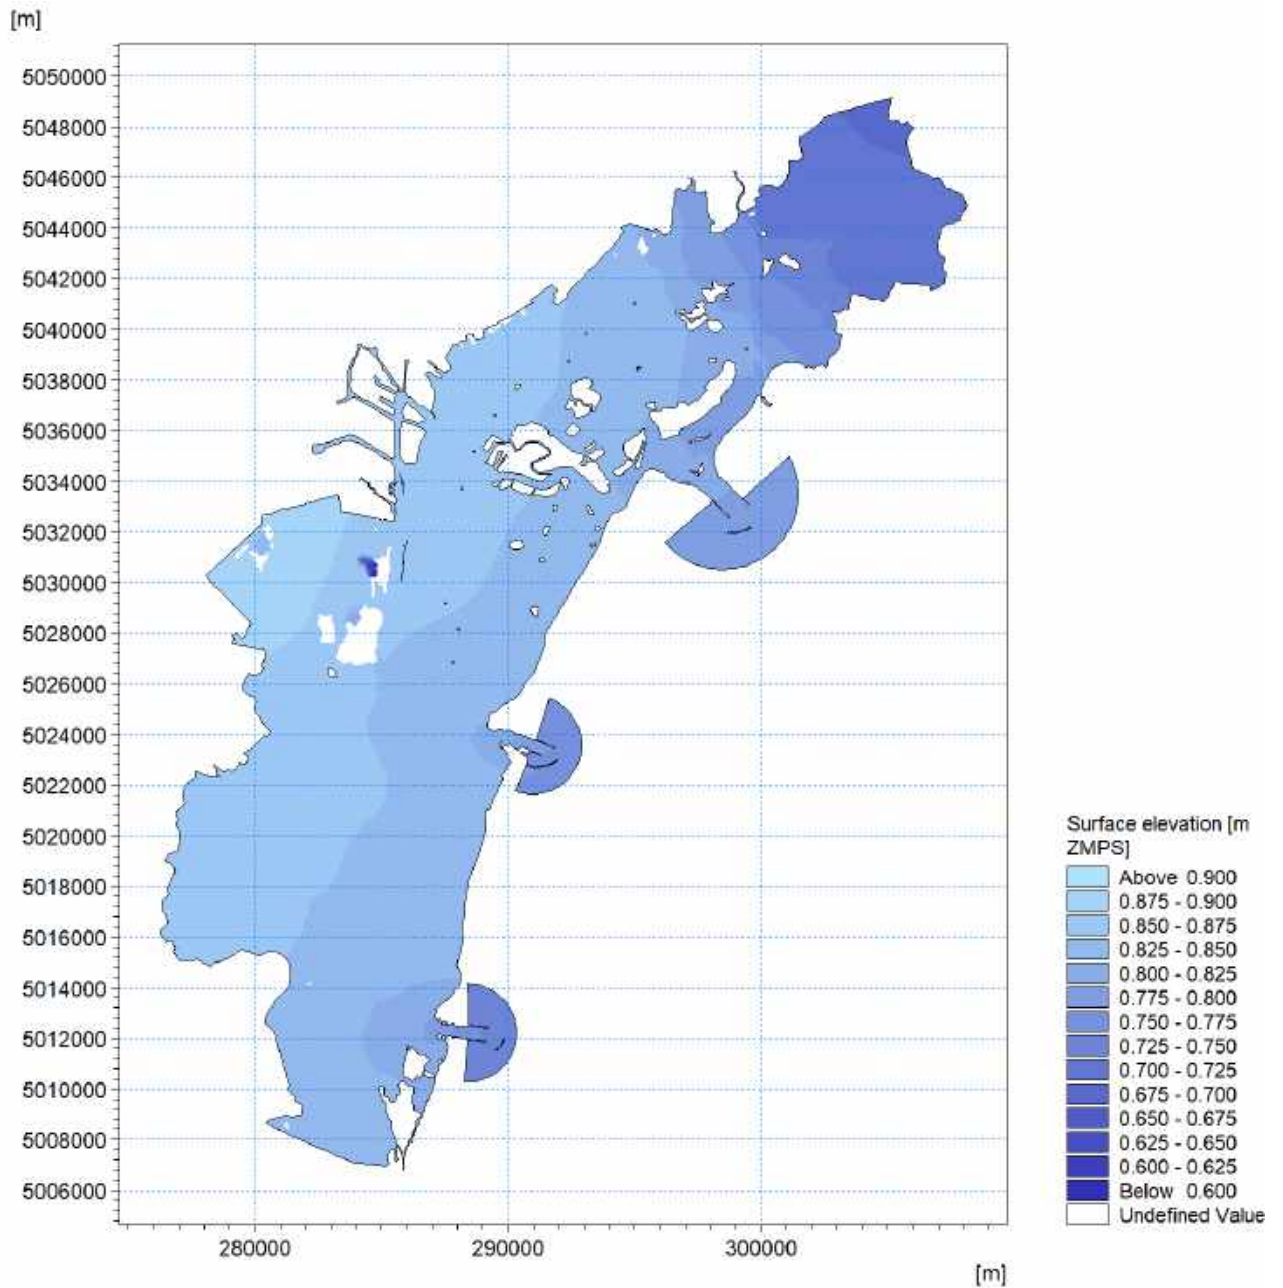 [m]
5050000
5048000
5046000
5044000
5042000
5040000
5038000
5036000
5034000
5032000
5030000
5028000
5026000
5024000
5022000
5020000
5018000
5016000
5014000
5012000
5010000
5008000
5006000
280000 290000 300000
[m]
Surface elevation [m
ZMPS]
Above 0.900
0.875 - 0.900
0.850 - 0.875
0.825 - 0.850
0.800 - 0.825
0.775 - 0.800
0.750 - 0.775
0.725 - 0.750
0.700 - 0.725
0.675 - 0.700
0.650 - 0.675
0.625 - 0.650
0.600 - 0.625
Below 0.600
Undefined Value